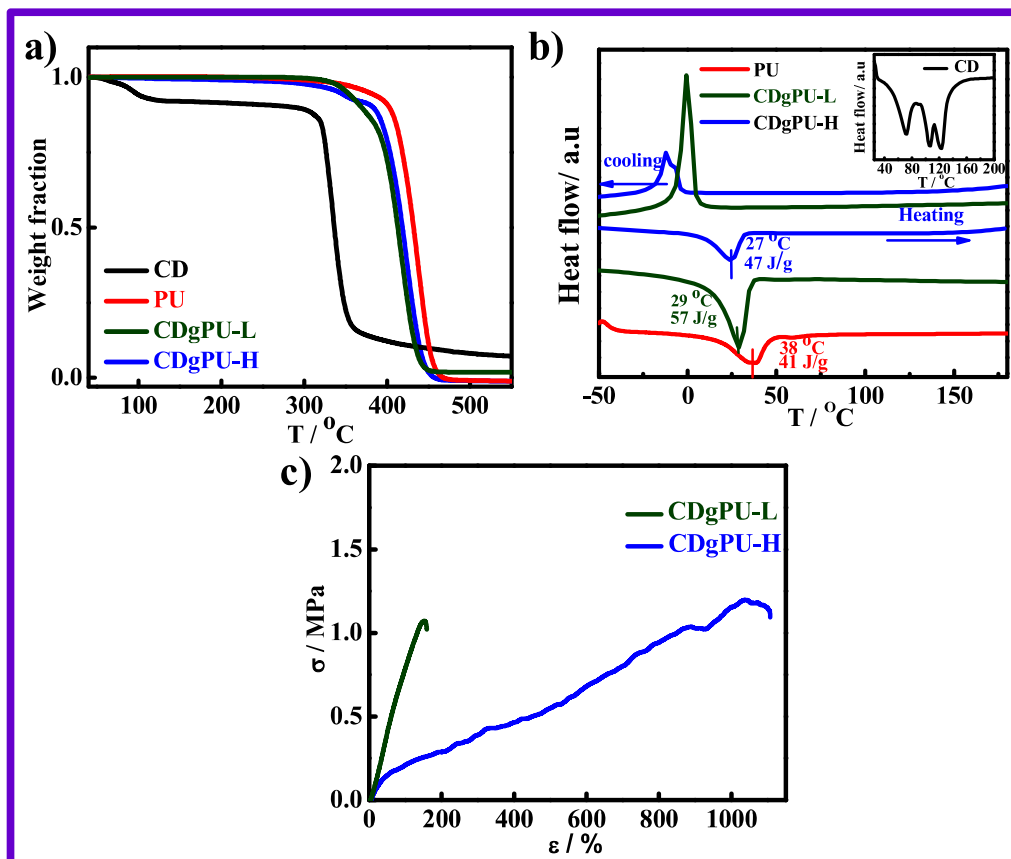 a)
Weight fraction
1.0
0.5
0.0
CD
PU
CDgPU-L
CDgPU-H
100 200 300 400 500
T / °C
b)
Heat flow/ a.u
PU
CDgPU-L
CDgPU-H
cooling
Heating
27 °C
47 J/g
29 °C
57 J/g
38 °C
41 J/g
-50 0 50 100 150
T / °C
CD
Heat flow/ a.u
40 80 120 160 200
T / °C
c)
σ / MPa
2.0
1.5
1.0
0.5
0.0
CDgPU-L
CDgPU-H
0 200 400 600 800 1000
ε / %